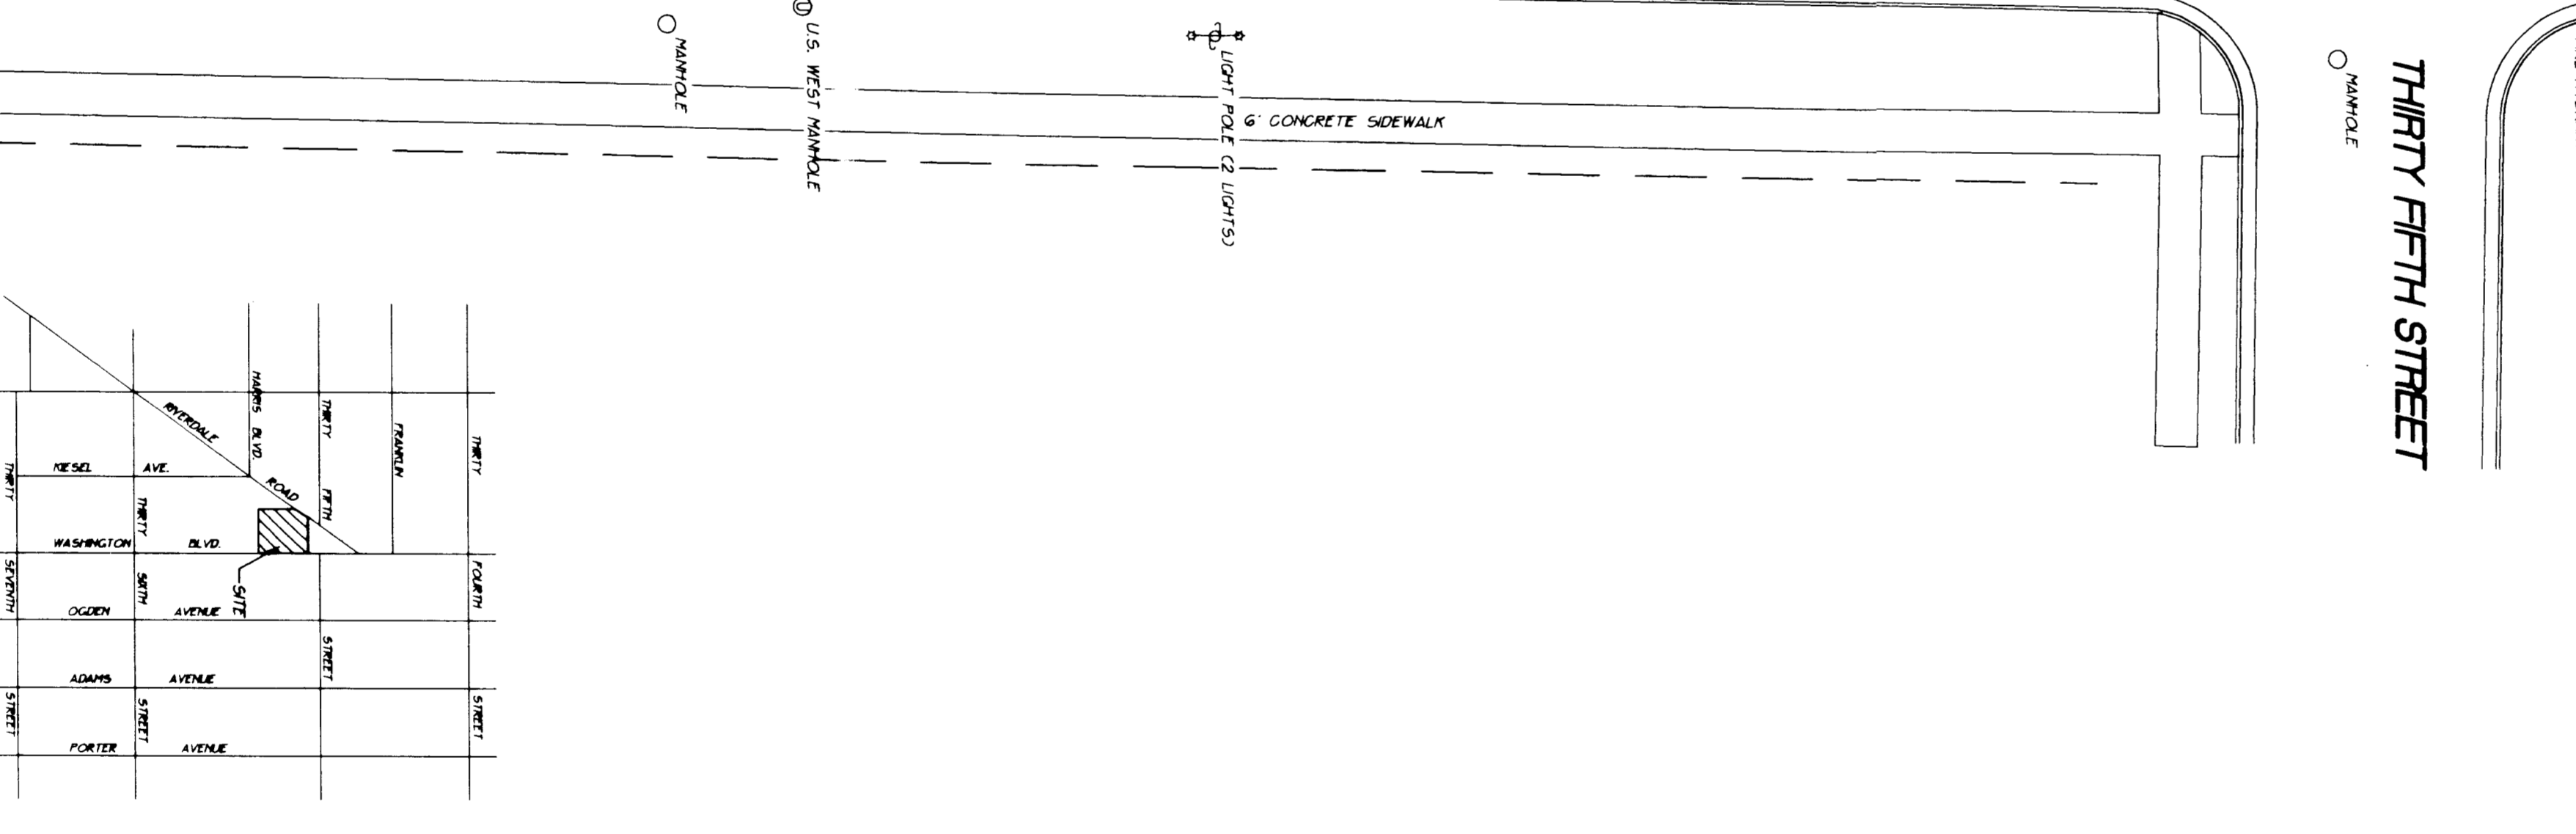 MANHOLE
U.S. WEST MANHOLE
LIGHT POLE (2 LIGHTS)
6' CONCRETE SIDEWALK
MANHOLE
THIRTY FIFTH STREET
RIVERDALE ROAD
HARRIS BLVD.
THIRTY FIFTH STREET
FRANKLIN
THIRTY FOURTH STREET
KIESEL AVE.
THIRTY SEVENTH STREET
THIRTY SIXTH STREET
WASHINGTON BLVD.
SITE
OGDEN AVENUE
ADAMS AVENUE
PORTER AVENUE